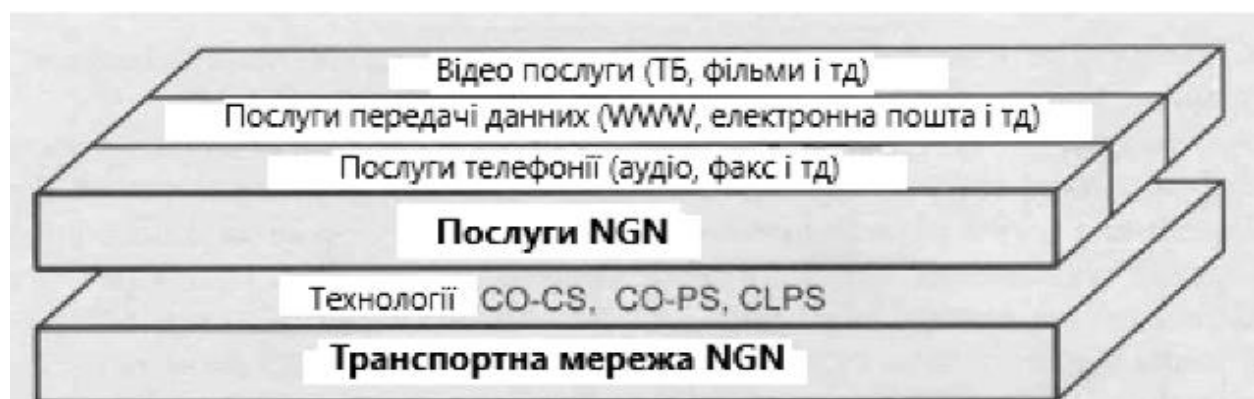 Відео послуги (ТБ, фільми і тд)
Послуги передачі данних (WWW, електронна пошта і тд)
Послуги телефонії (аудіо, факс і тд)
Послуги NGN
Технології CO-CS, CO-PS, CLPS
Транспортна мережа NGN